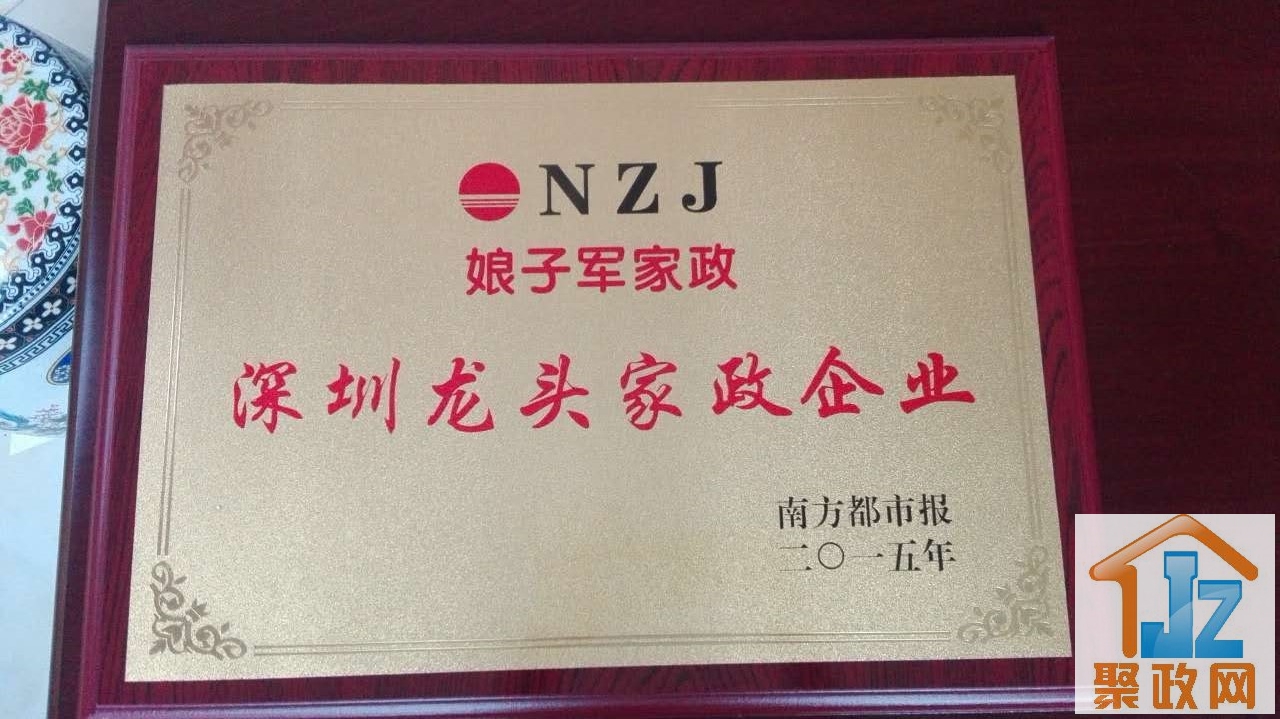 NZJ
娘子军家政
深圳龙头家政企业
南方都市报
二〇一五年
JZ
聚政网